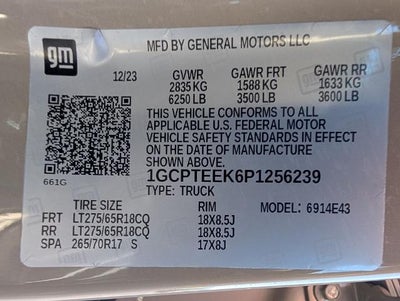 gm
MFD BY GENERAL MOTORS LLC
12/23 GVWR GAWR FRT GAWR RR
2835 KG 1588 KG 1633 KG
6250 LB 3500 LB 3600 LB
THIS VEHICLE CONFORMS TO ALL
APPLICABLE U.S. FEDERAL MOTOR
VEHICLE SAFETY STANDARDS IN EFFECT
ON THE DATE OF MANUFACTURE
SHOWN ABOVE.
661G
1GCPTEEK6P1256239
TYPE: TRUCK
TIRE SIZE RIM MODEL: 6914E43
FRT LT275/65R18CQ 18X8.5J
RR LT275/65R18CQ 18X8.5J
SPA 265/70R17 S 17X8J